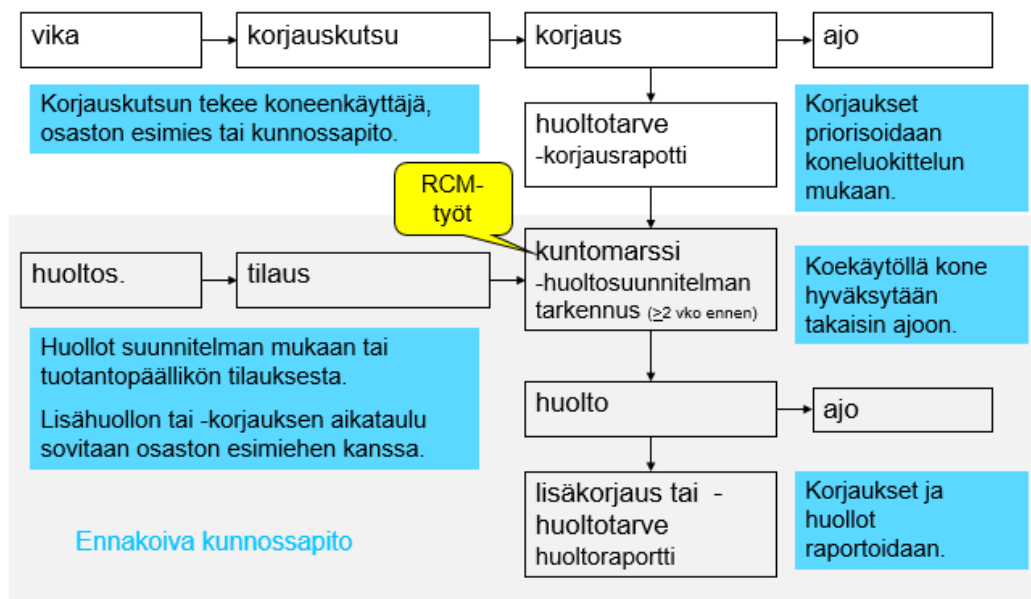 vika
korjauskutsu
korjaus
ajo
Korjauskutsun tekee koneenkäyttäjä,
osaston esimies tai kunnossapito.
huoltotarve
-korjausrapotti
Korjaukset
priorisoidaan
koneluokittelun
mukaan.
RCM-
työt
huoltos.
tilaus
kuntomarssi
-huoltosuunnitelman
tarkennus (≥2 vko ennen)
Koekäytöllä kone
hyväksytään
takaisin ajoon.
Huollot suunnitelman mukaan tai
tuotantopäällikön tilauksesta.
Lisähuollon tai -korjauksen aikataulu
sovitaan osaston esimiehen kanssa.
huolto
ajo
lisäkorjaus tai -
huoltotarve
huoltoraportti
Korjaukset ja
huollot
raportoidaan.
Ennakoiva kunnossapito